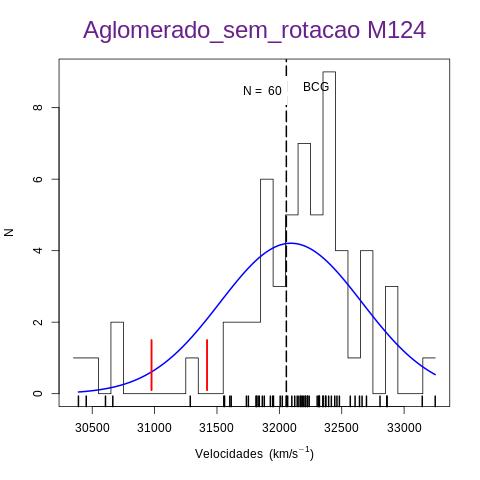 Aglomerado_sem_rotacao M124
N = 60
BCG
N
8
6
4
2
0
30500 31000 31500 32000 32500 33000
Velocidades (km/s⁻¹)